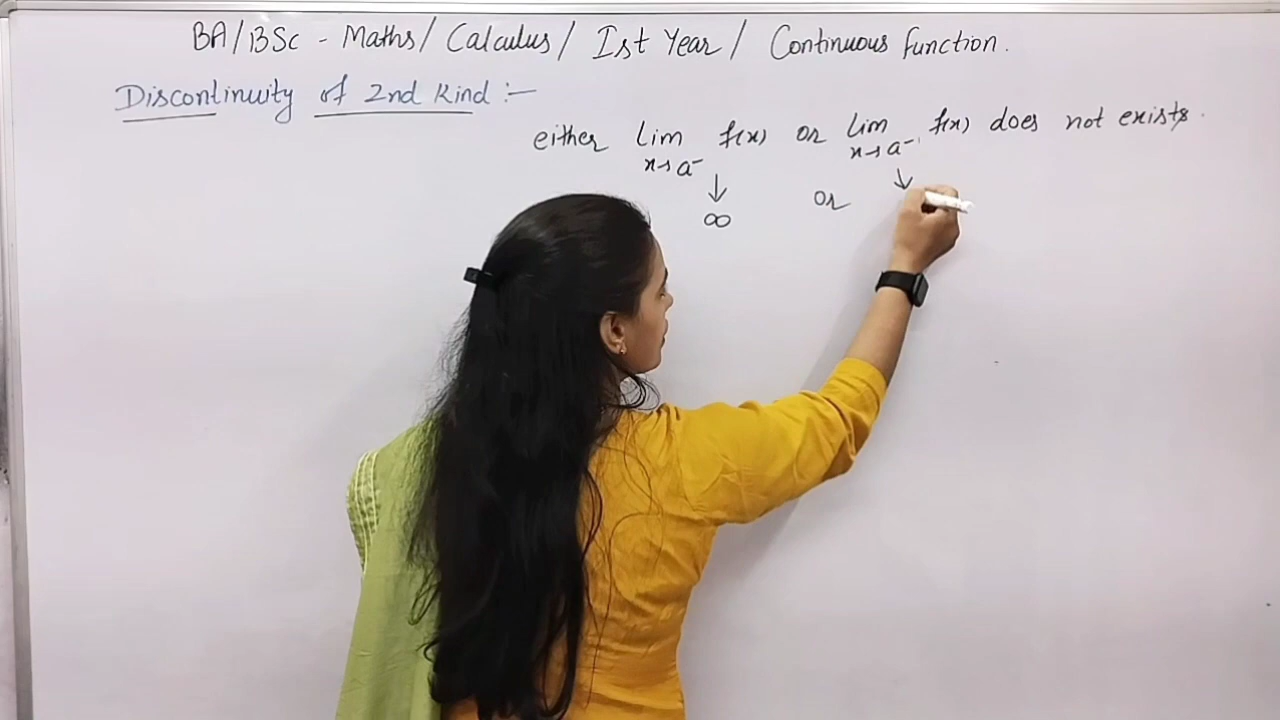 BA/BSc - Maths/ Calculus/ Ist Year/ Continuous function.
Discontinuity of 2nd Kind :-
either lim f(x) or lim f(x) does not exists.
x→a⁻ x→a⁻
↓ ↓
∞ or